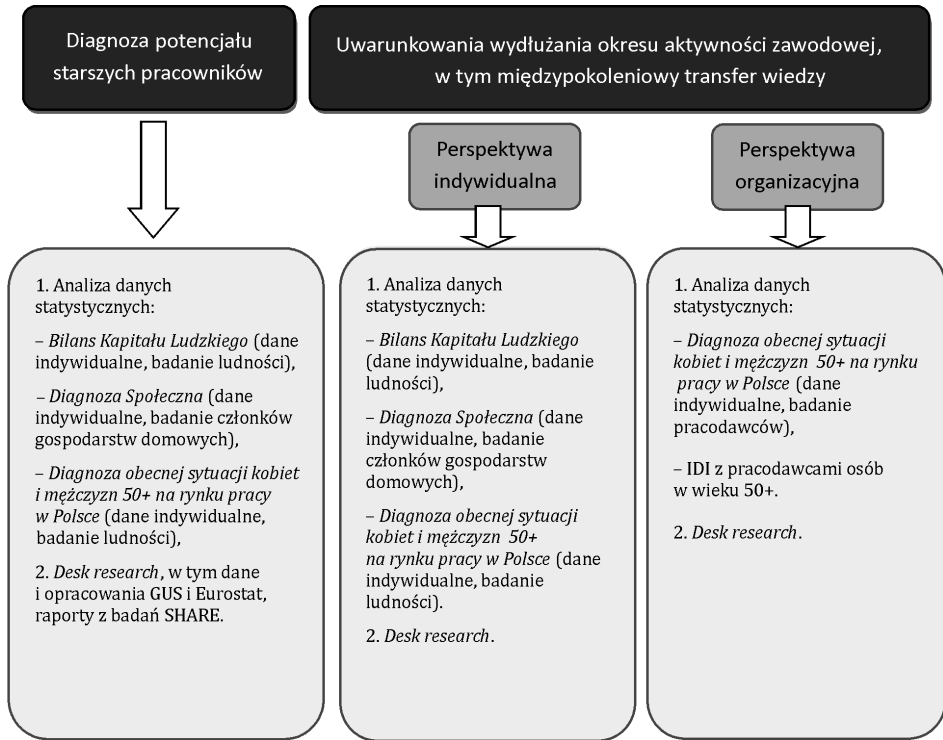 Diagnoza potencjału
starszych pracowników
Uwarunkowania wydłużania okresu aktywności zawodowej,
w tym międzypokoleniowy transfer wiedzy
Perspektywa
indywidualna
Perspektywa
organizacyjna
1. Analiza danych
statystycznych:
– Bilans Kapitału Ludzkiego (dane
indywidualne, badanie ludności),
– Diagnoza Społeczna (dane
indywidualne, badanie członków
gospodarstw domowych),
– Diagnoza obecnej sytuacji kobiet
i mężczyzn 50+ na rynku pracy
w Polsce (dane indywidualne,
badanie ludności),
2. Desk research, w tym dane
i opracowania GUS i Eurostat,
raporty z badań SHARE.
1. Analiza danych
statystycznych:
– Bilans Kapitału Ludzkiego
(dane indywidualne, badanie
ludności),
– Diagnoza Społeczna (dane
indywidualne, badanie
członków gospodarstw
domowych),
– Diagnoza obecnej sytuacji
kobiet i mężczyzn 50+
na rynku pracy w Polsce (dane
indywidualne, badanie
ludności).
2. Desk research.
1. Analiza danych
statystycznych:
– Diagnoza obecnej sytuacji
kobiet i mężczyzn 50+ na rynku
pracy w Polsce (dane
indywidualne, badanie
pracodawców),
– IDI z pracodawcami osób
w wieku 50+.
2. Desk research.